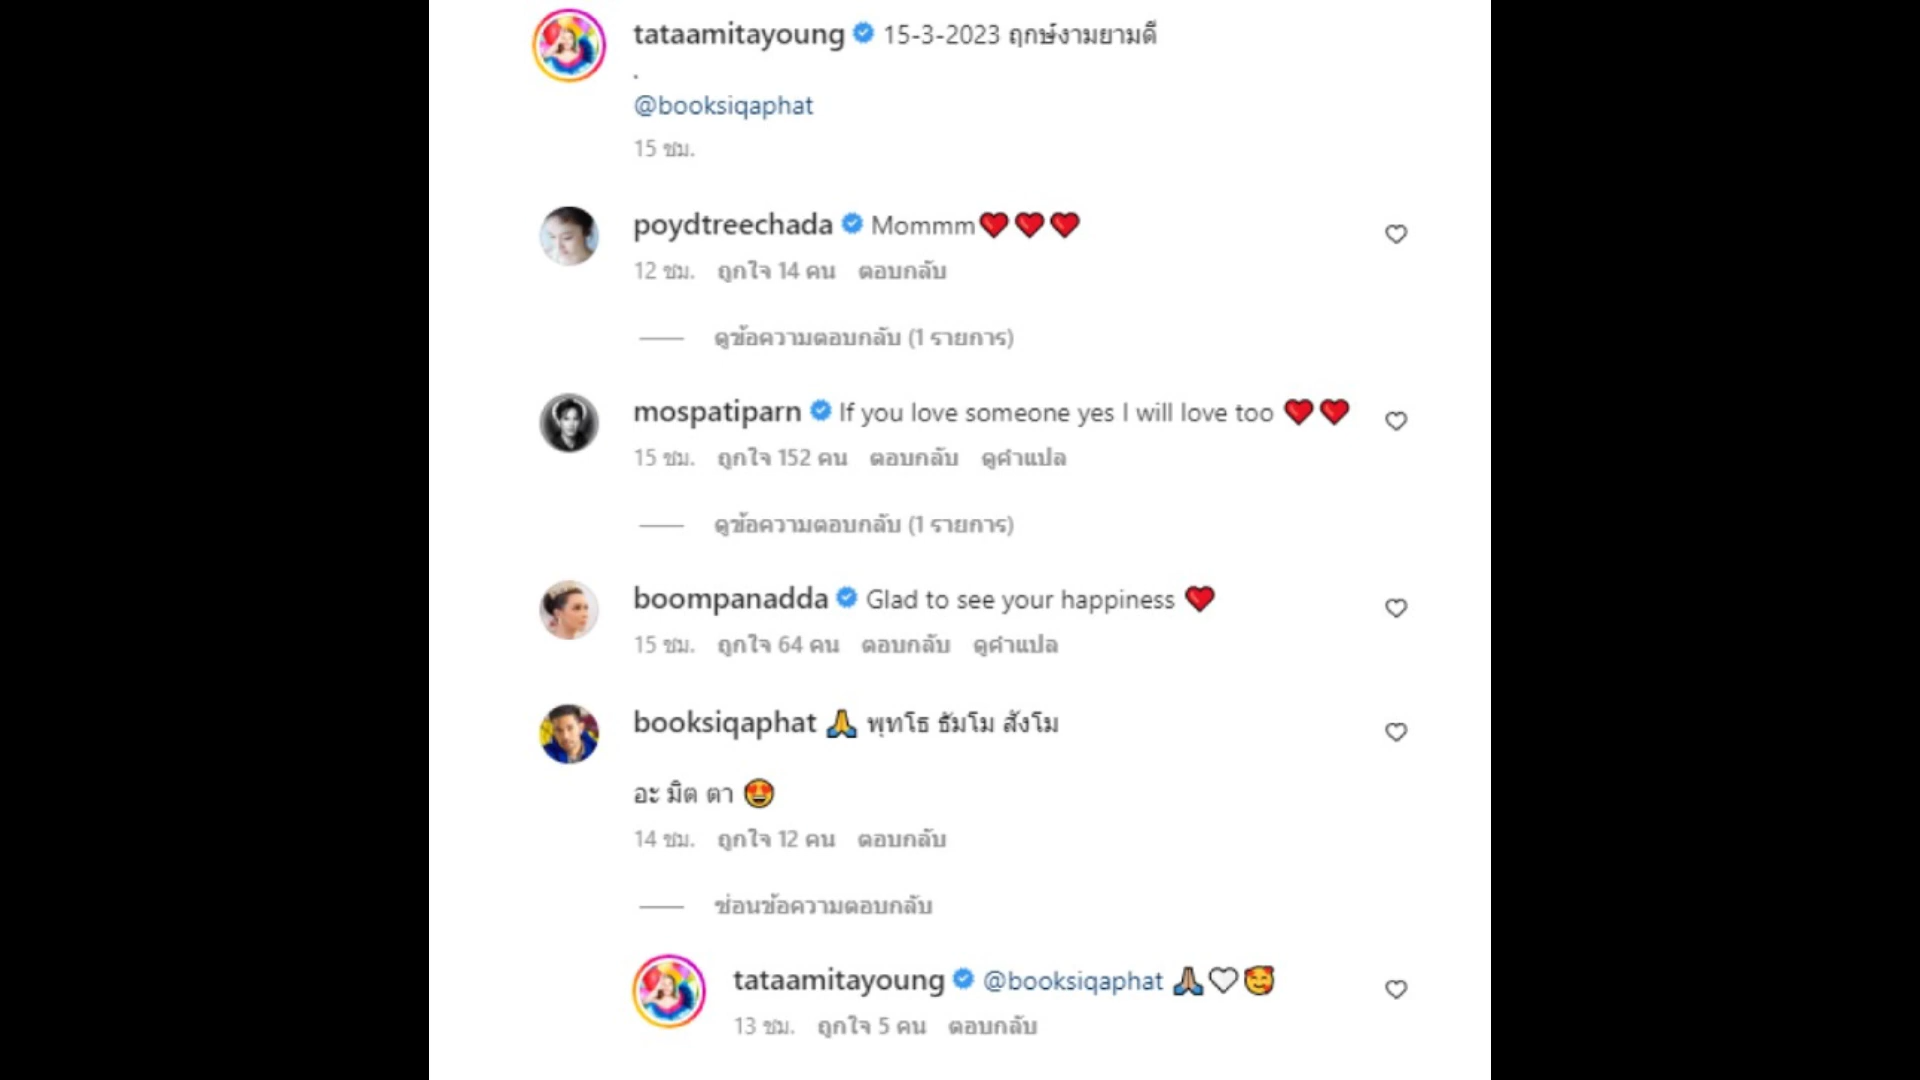 tataamitayoung 15-3-2023 ฤกษ์งามยามดี
.
@booksiqaphat
15 ชม.
poydtreechada Mommm❤️❤️❤️
12 ชม. ถูกใจ 14 คน ตอบกลับ
ดูข้อความตอบกลับ (1 รายการ)
mospatiparn If you love someone yes I will love too ❤️❤️
15 ชม. ถูกใจ 152 คน ตอบกลับ ดูคำแปล
ดูข้อความตอบกลับ (1 รายการ)
boompanadda Glad to see your happiness ❤️
15 ชม. ถูกใจ 64 คน ตอบกลับ ดูคำแปล
booksiqaphat 🙏 พุทโธ ธัมโม สังโม
อะ มิต ตา 😍
14 ชม. ถูกใจ 12 คน ตอบกลับ
ซ่อนข้อความตอบกลับ
tataamitayoung @booksiqaphat 🙏🤍🥰
13 ชม. ถูกใจ 5 คน ตอบกลับ